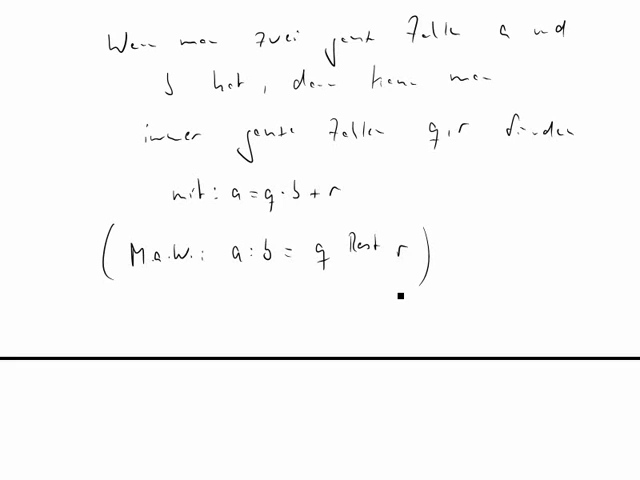 Wenn man zwei ganze Zahlen a und
b hat, dann kann man
immer ganze Zahlen q, r finden
mit: a = q · b + r
(M.a.W.: a : b = q Rest r)